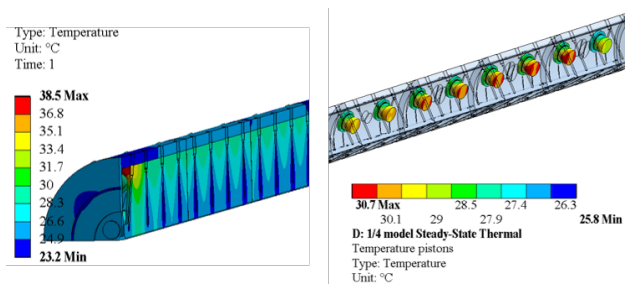 Type: Temperature
Unit: °C
Time: 1
38.5 Max
36.8
35.1
33.4
31.7
30
28.3
26.6
24.9
23.2 Min
30.7 Max
28.5
27.4
26.3
30.1
29
27.9
25.8 Min
D: 1/4 model Steady-State Thermal
Temperature pistons
Type: Temperature
Unit: °C